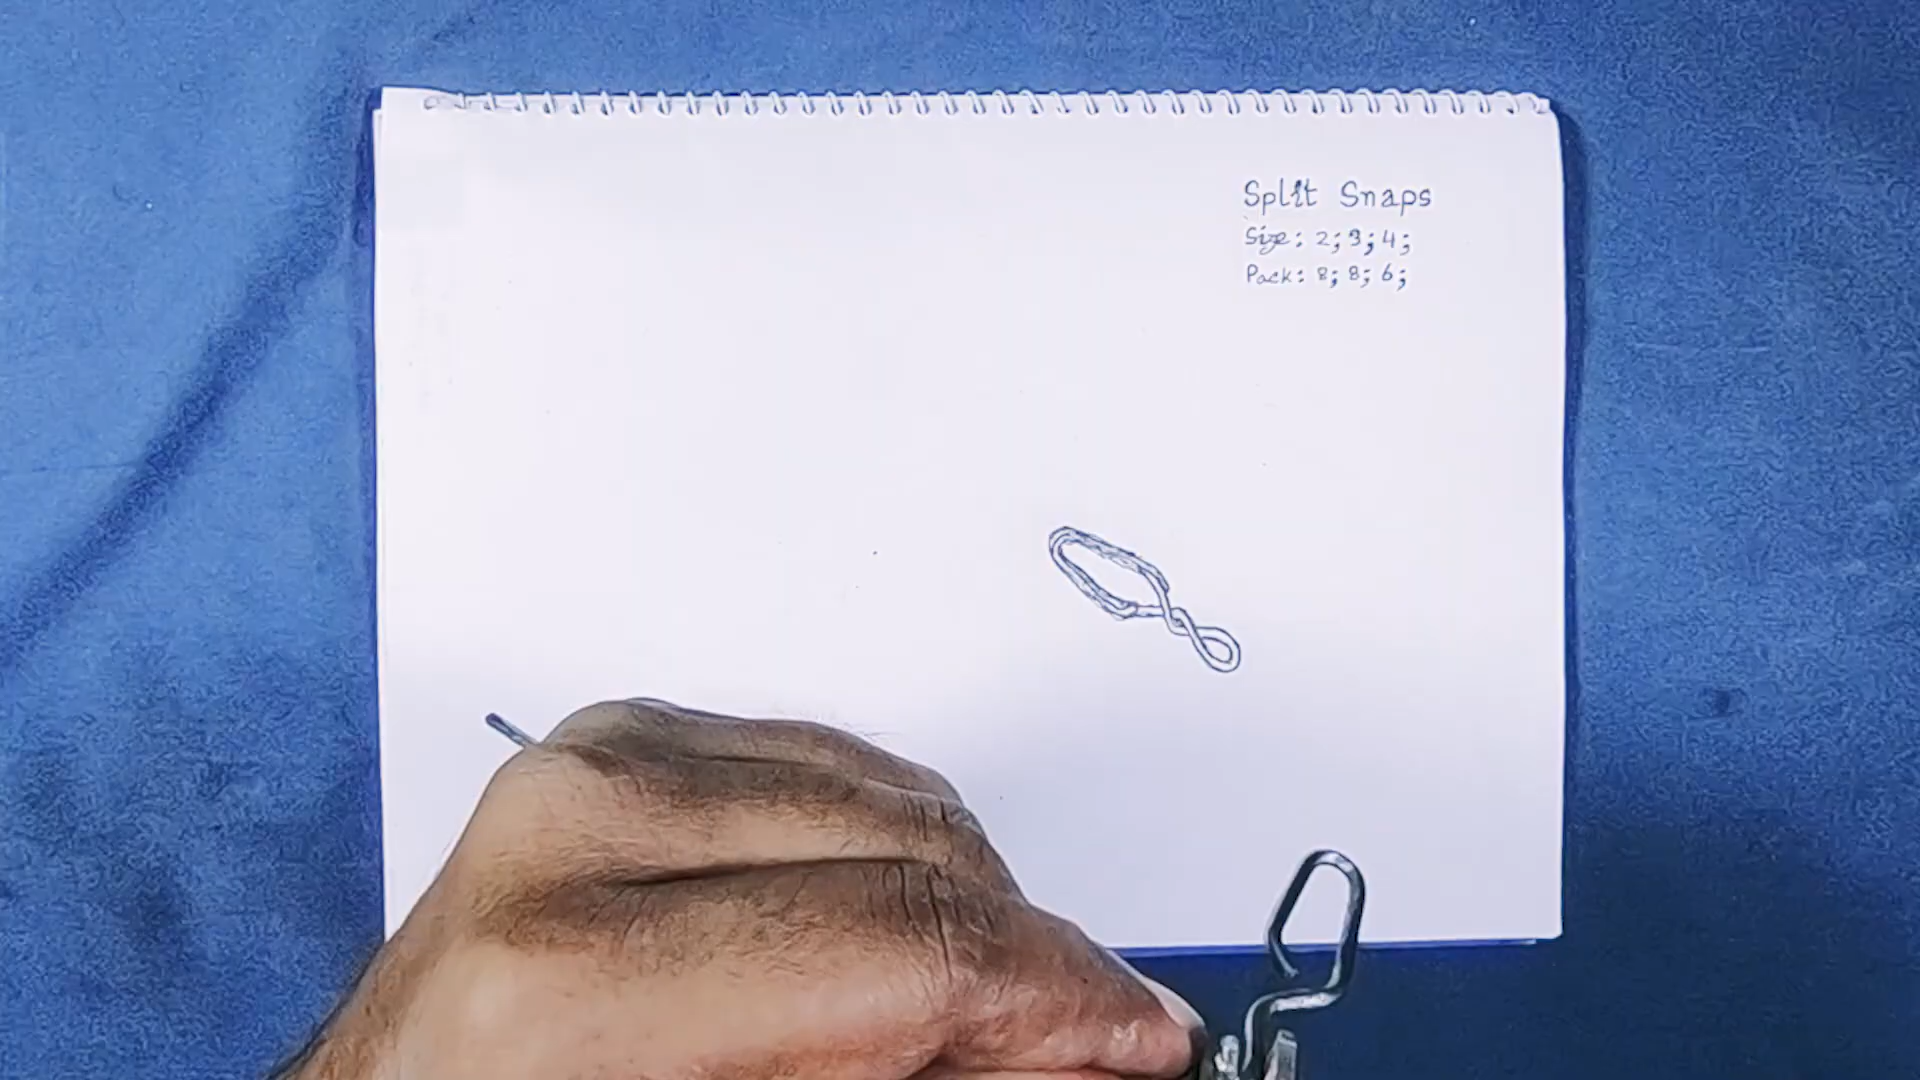 Split Snaps
Size: 2; 3; 4;
Pack: 8; 8; 6;